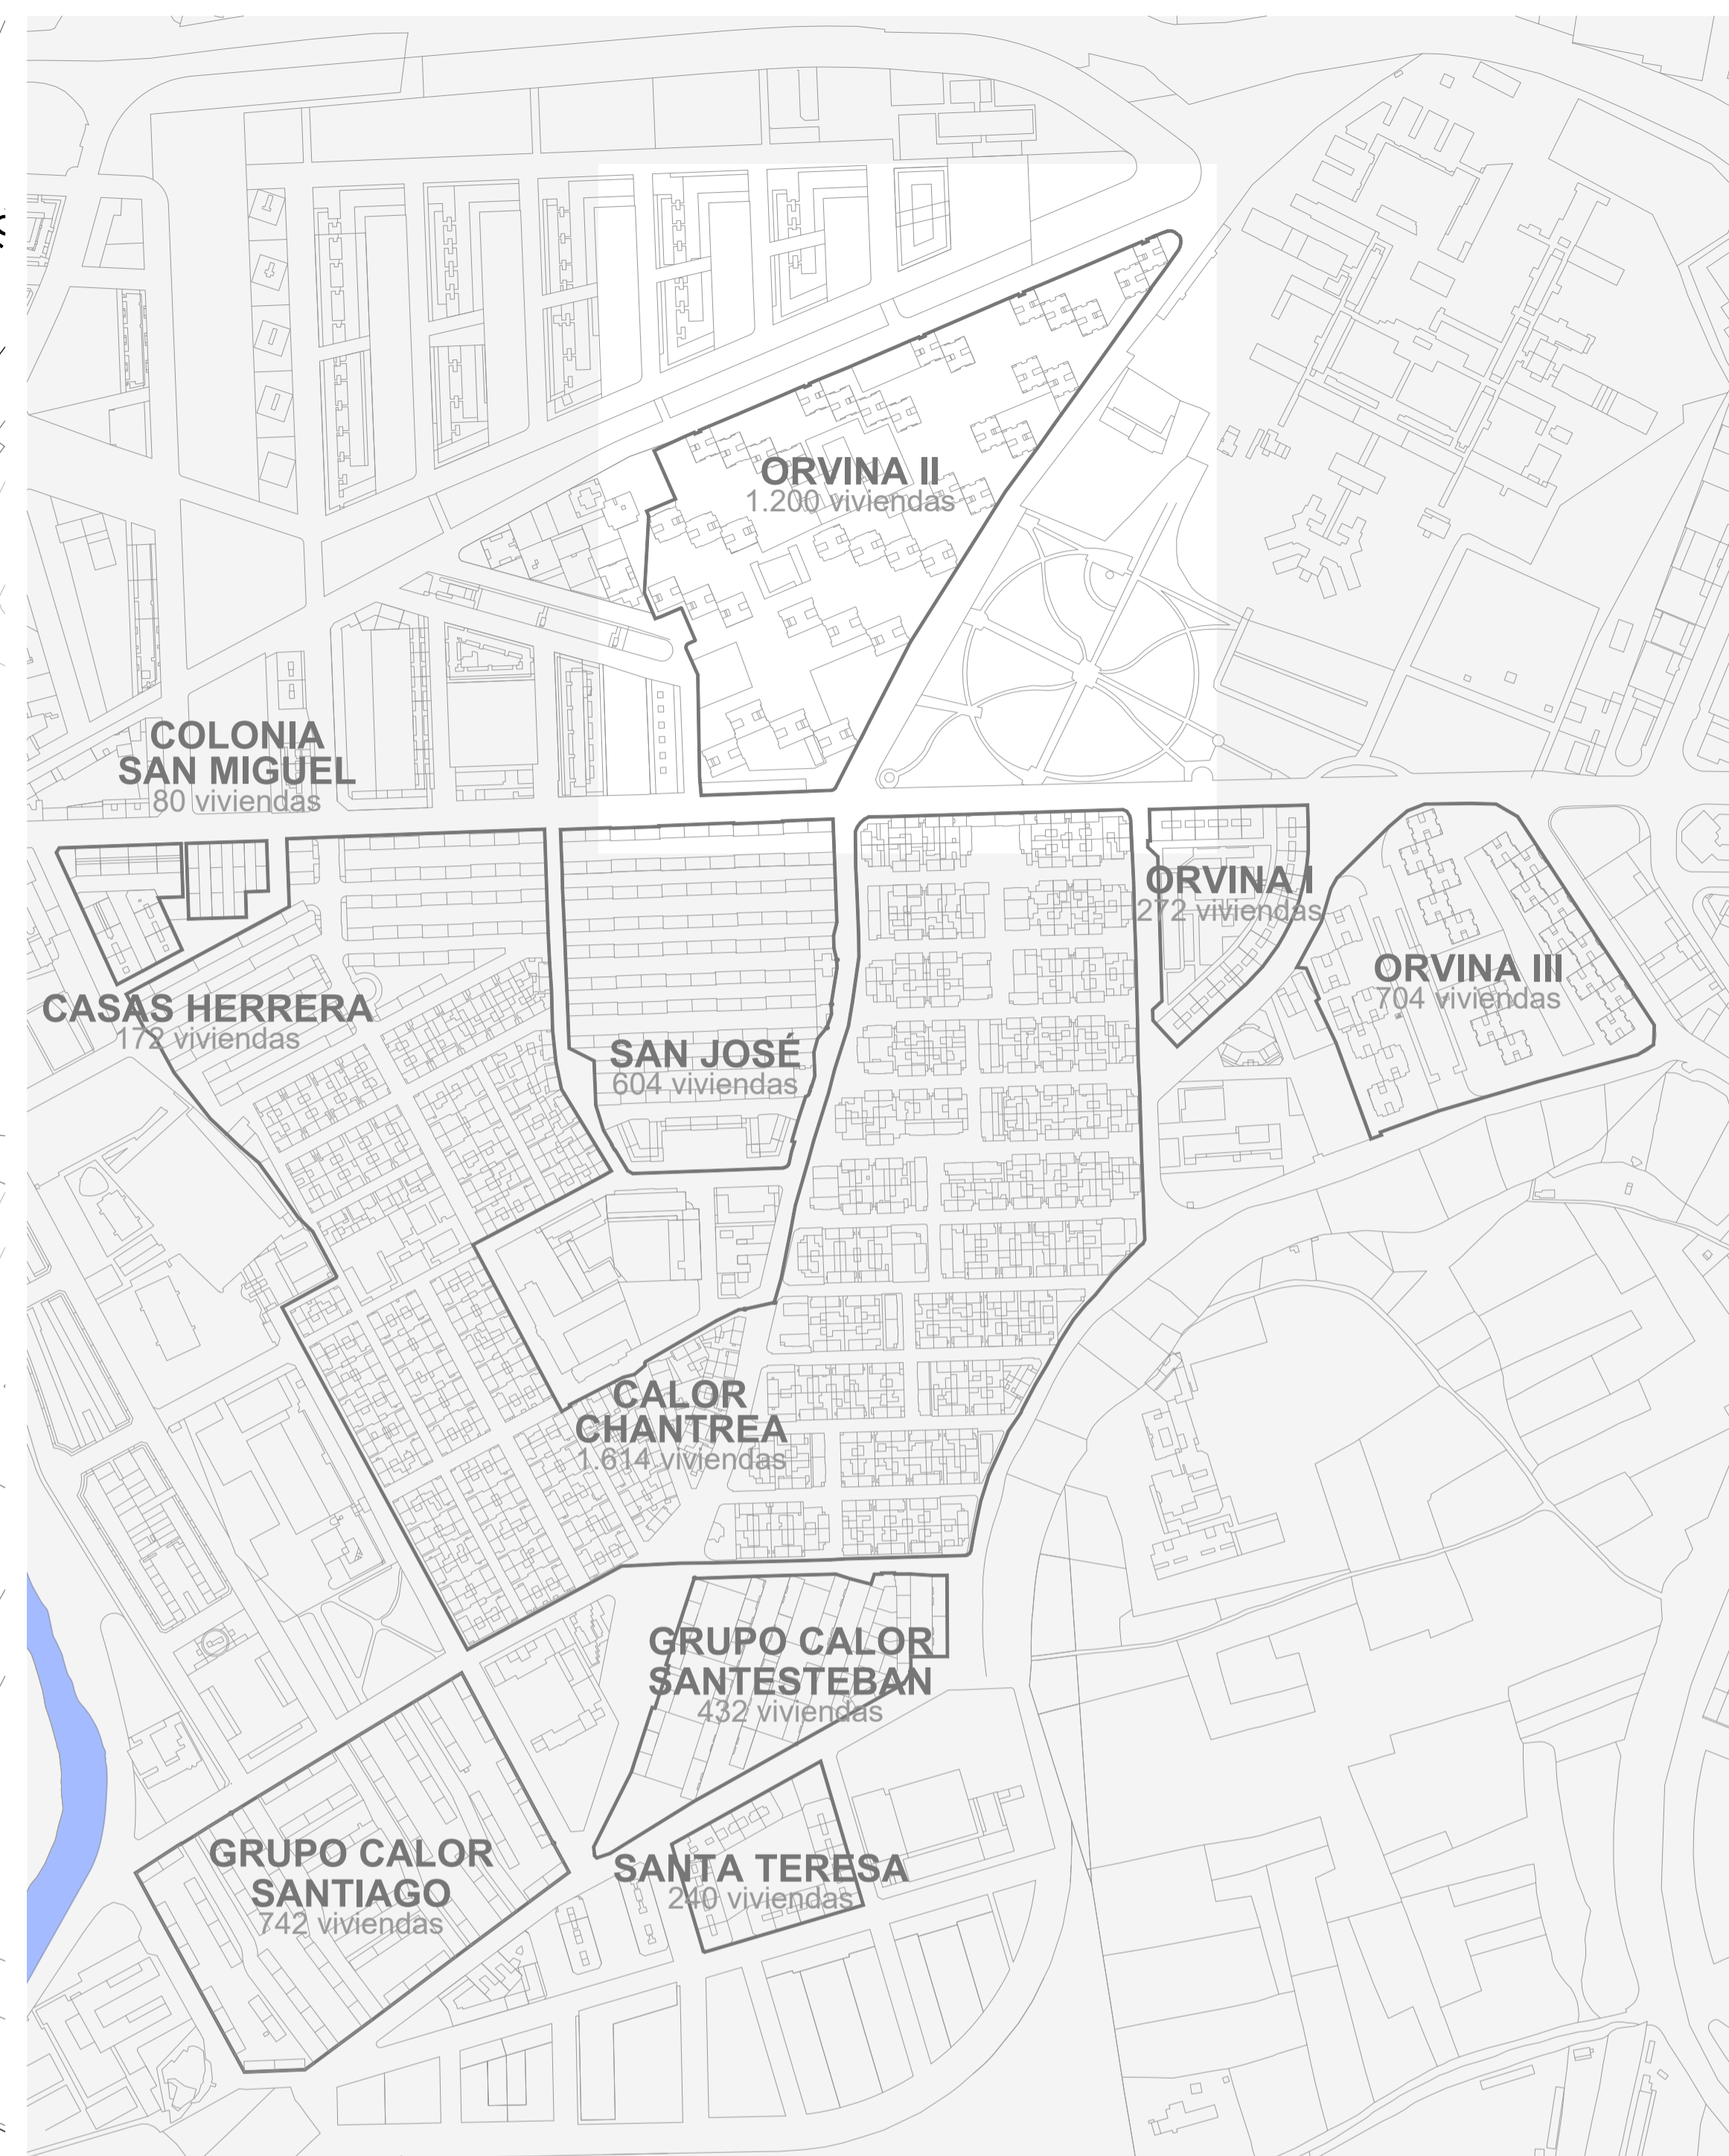 ORVINA II
1.200 viviendas
COLONIA
SAN MIGUEL
80 viviendas
ORVINA I
272 viviendas
ORVINA III
704 viviendas
CASAS HERRERA
172 viviendas
SAN JOSÉ
604 viviendas
CALOR
CHANTREA
1.614 viviendas
GRUPO CALOR
SANTESTEBAN
432 viviendas
GRUPO CALOR
SANTIAGO
742 viviendas
SANTA TERESA
240 viviendas